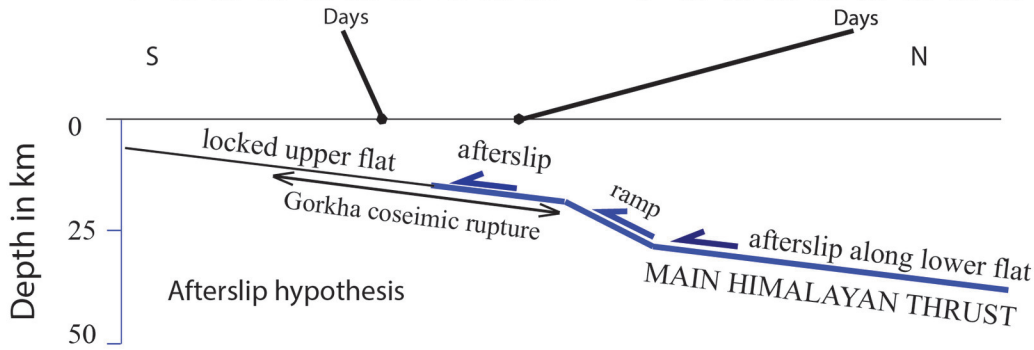 Days
Days
S
N
0
locked upper flat
afterslip
Gorkha coseimic rupture
ramp
25
afterslip along lower flat
MAIN HIMALAYAN THRUST
Afterslip hypothesis
50
Depth in km